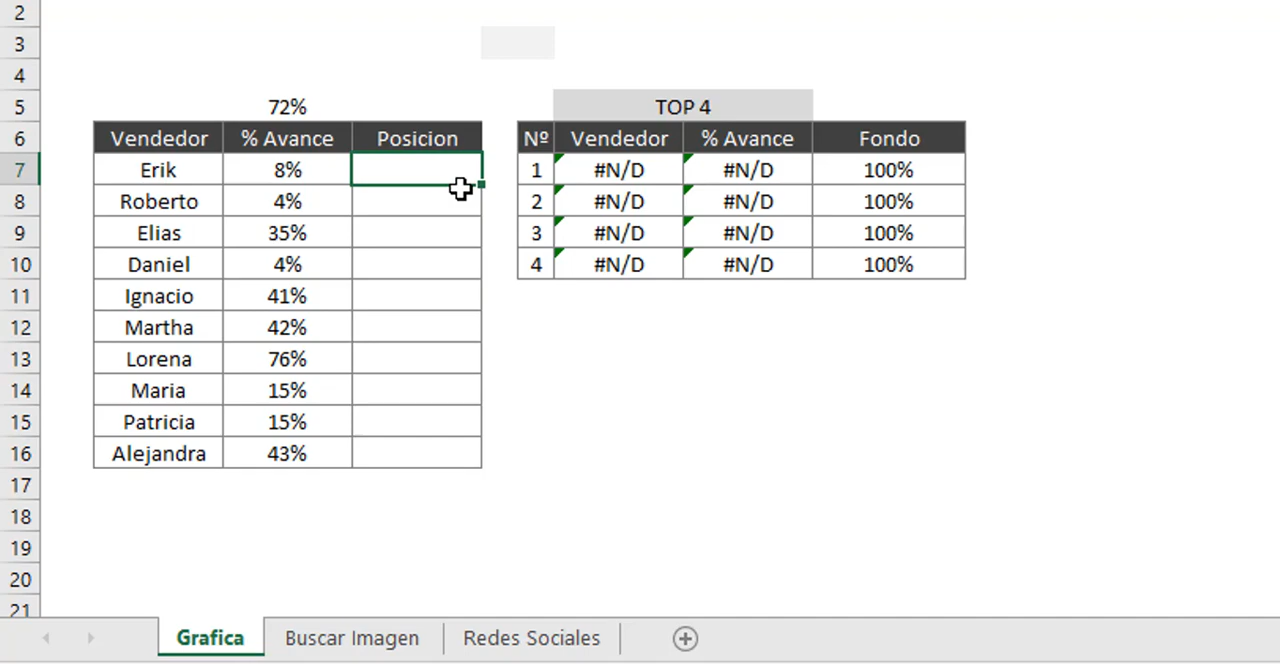 2
3
4
5 72% TOP 4
6 Vendedor % Avance Posicion Nº Vendedor % Avance Fondo
7 Erik 8% 1 #N/D #N/D 100%
8 Roberto 4% 2 #N/D #N/D 100%
9 Elias 35% 3 #N/D #N/D 100%
10 Daniel 4% 4 #N/D #N/D 100%
11 Ignacio 41%
12 Martha 42%
13 Lorena 76%
14 Maria 15%
15 Patricia 15%
16 Alejandra 43%
17
18
19
20
21
Grafica Buscar Imagen Redes Sociales